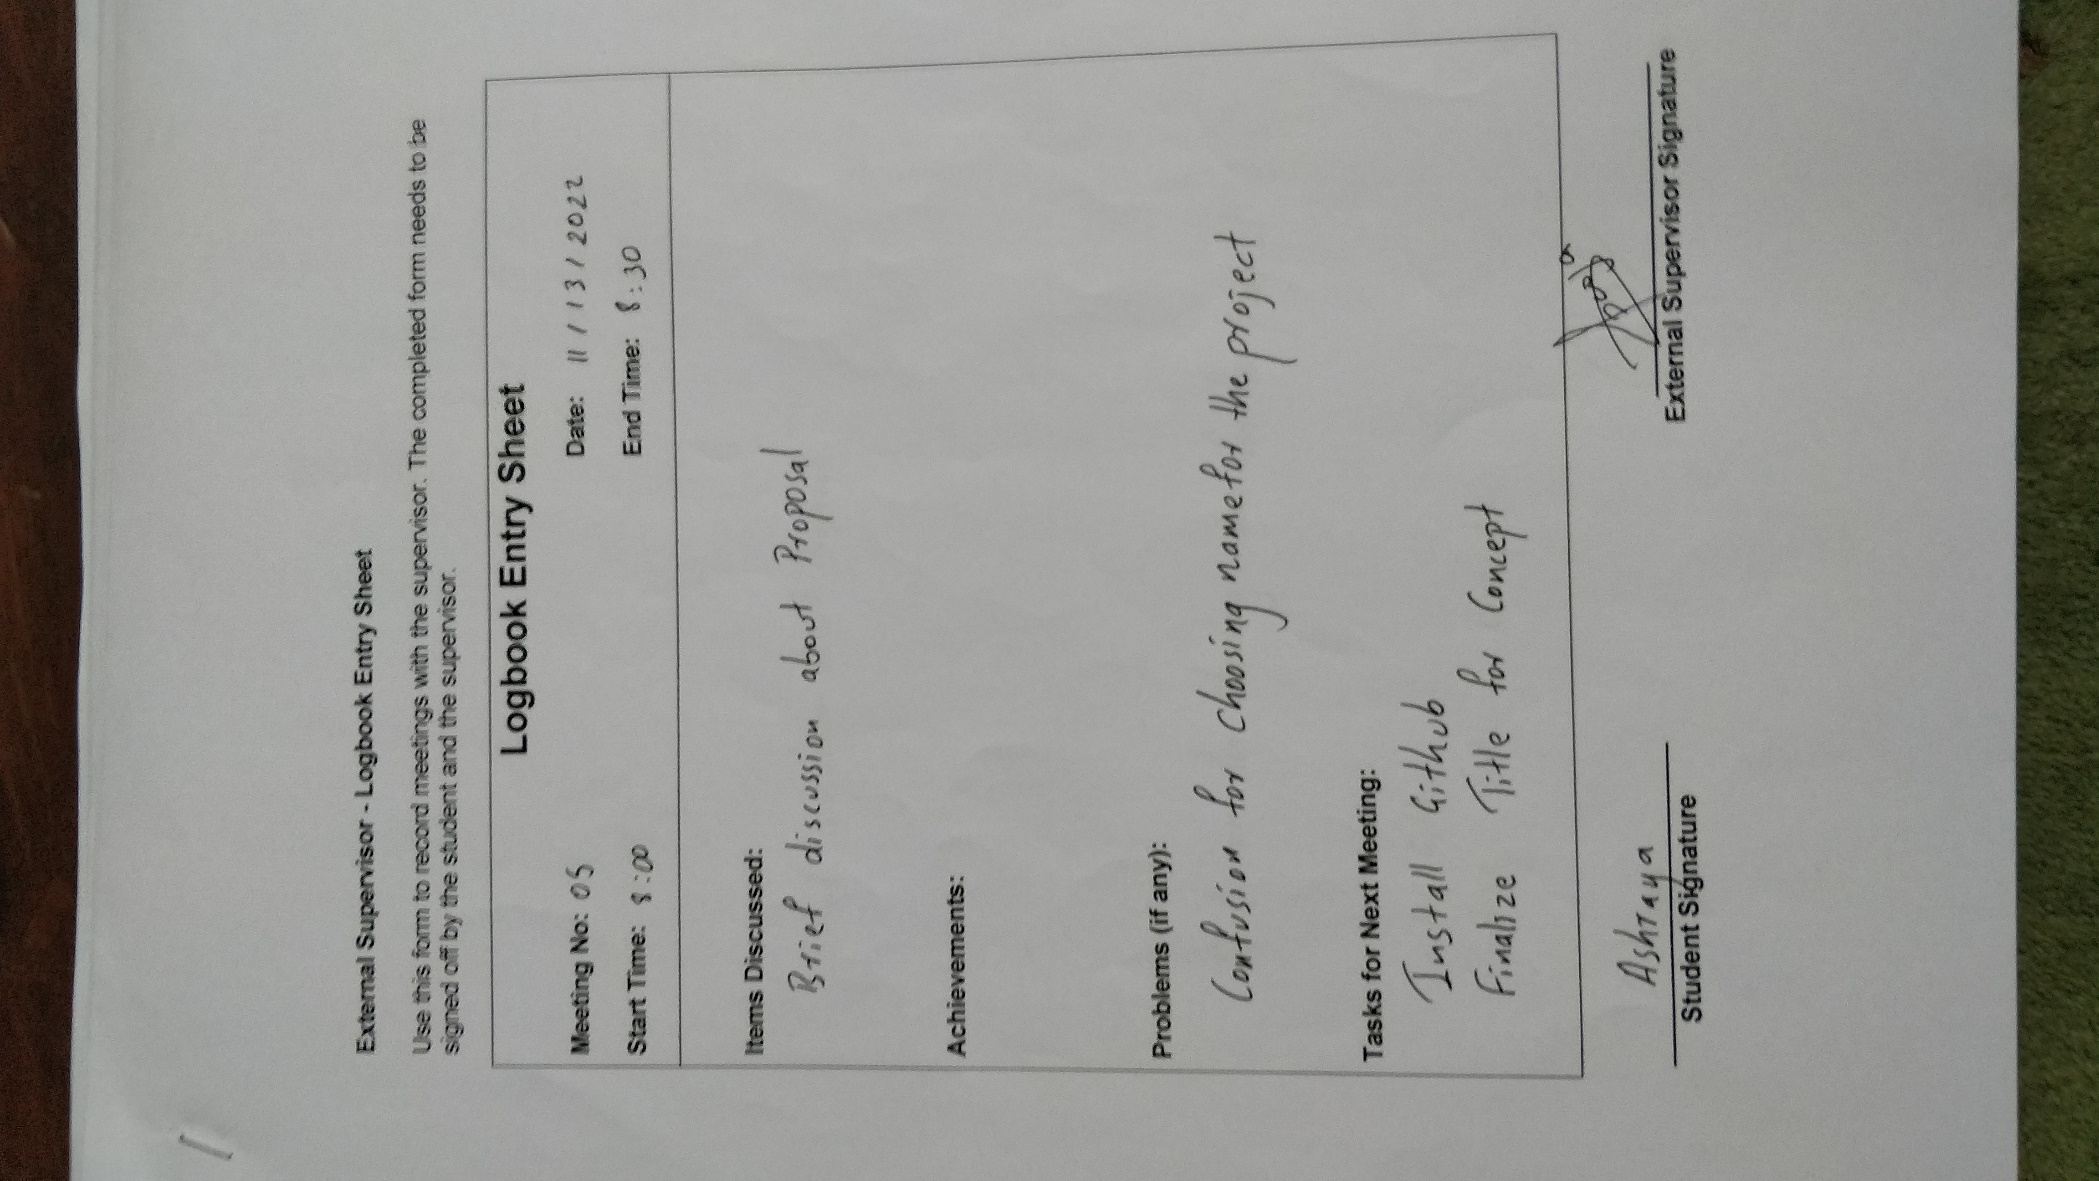 External Supervisor - Logbook Entry Sheet
Use this form to record meetings with the supervisor. The completed form needs to be
signed off by the student and the supervisor.
Logbook Entry Sheet
Meeting No: 05 Date: 11 / 13 / 2022
Start Time: 8:00 End Time: 8:30
Items Discussed:
Brief discussion about Proposal
Achievements:
Problems (if any):
Confusion for choosing name for the project
Tasks for Next Meeting:
Install Github
Finalize Title for Concept
Ashraya
Student Signature External Supervisor Signature